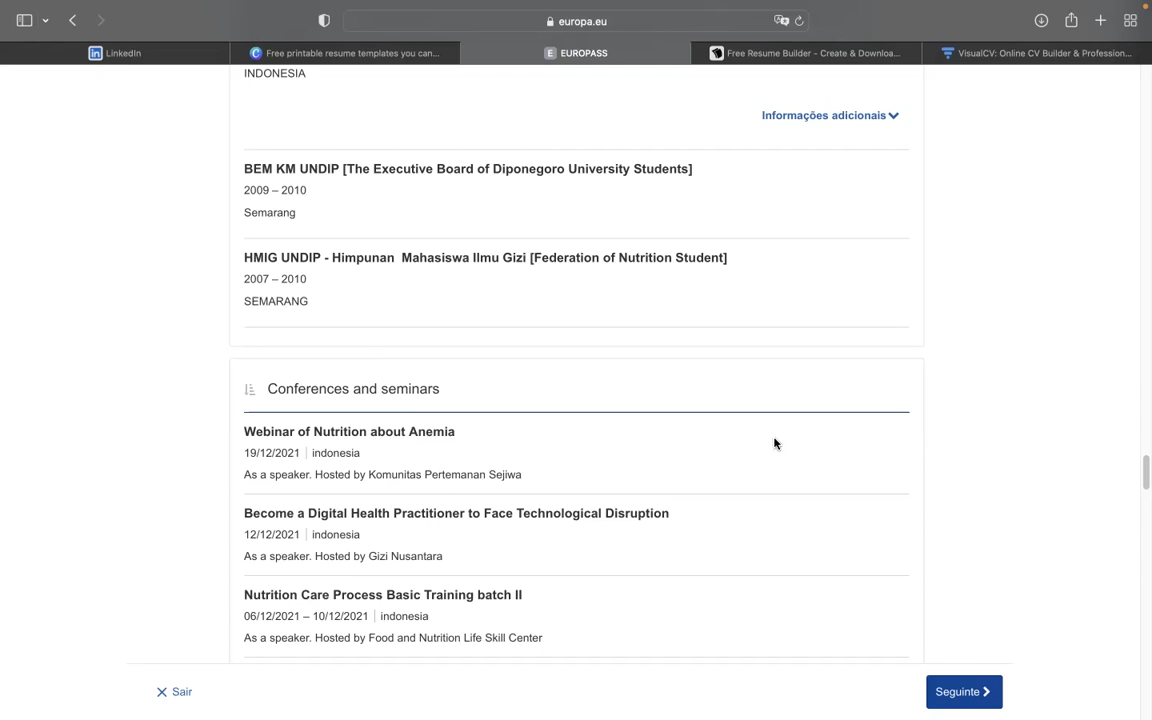 europa.eu
LinkedIn
Free printable resume templates you can...
EUROPASS
Free Resume Builder - Create & Downloa...
VisualCV: Online CV Builder & Profession...
INDONESIA
Informações adicionais
BEM KM UNDIP [The Executive Board of Diponegoro University Students]
2009 – 2010
Semarang
HMIG UNDIP - Himpunan Mahasiswa Ilmu Gizi [Federation of Nutrition Student]
2007 – 2010
SEMARANG
Conferences and seminars
Webinar of Nutrition about Anemia
19/12/2021 | indonesia
As a speaker. Hosted by Komunitas Pertemanan Sejiwa
Become a Digital Health Practitioner to Face Technological Disruption
12/12/2021 | indonesia
As a speaker. Hosted by Gizi Nusantara
Nutrition Care Process Basic Training batch II
06/12/2021 – 10/12/2021 | indonesia
As a speaker. Hosted by Food and Nutrition Life Skill Center
Sair
Seguinte